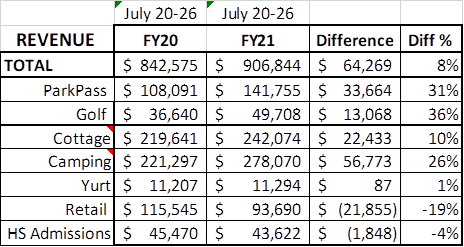 July 20-26 July 20-26
REVENUE FY20 FY21 Difference Diff %
TOTAL $ 842,575 $ 906,844 $ 64,269 8%
ParkPass $ 108,091 $ 141,755 $ 33,664 31%
Golf $ 36,640 $ 49,708 $ 13,068 36%
Cottage $ 219,641 $ 242,074 $ 22,433 10%
Camping $ 221,297 $ 278,070 $ 56,773 26%
Yurt $ 11,207 $ 11,294 $ 87 1%
Retail $ 115,545 $ 93,690 $ (21,855) -19%
HS Admissions $ 45,470 $ 43,622 $ (1,848) -4%